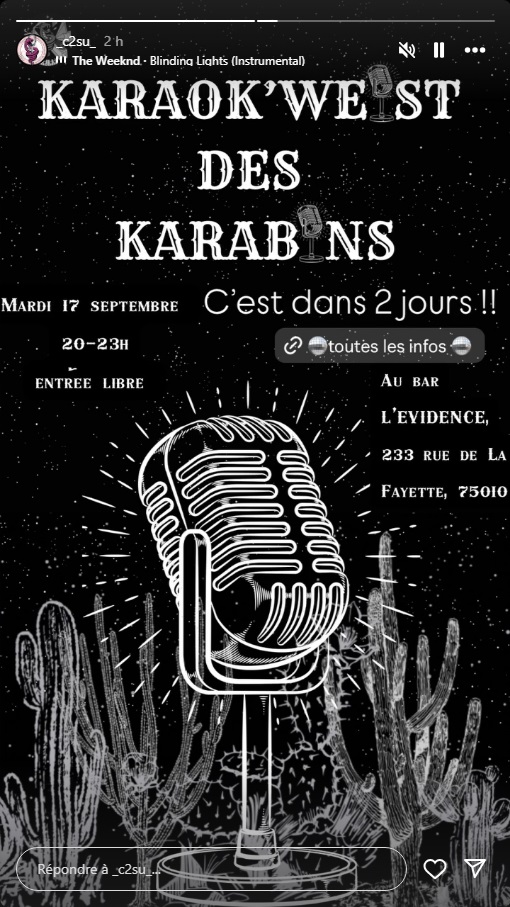 _c2su_ 2 h
The Weeknd · Blinding Lights (Instrumental)
KARAOK'WEST
DES
KARABINS
Mardi 17 septembre
C'est dans 2 jours !!
20-23h
toutes les infos
entrée libre
Au bar
l'Evidence,
233 rue de La
Fayette, 75010
Répondre à _c2su_...